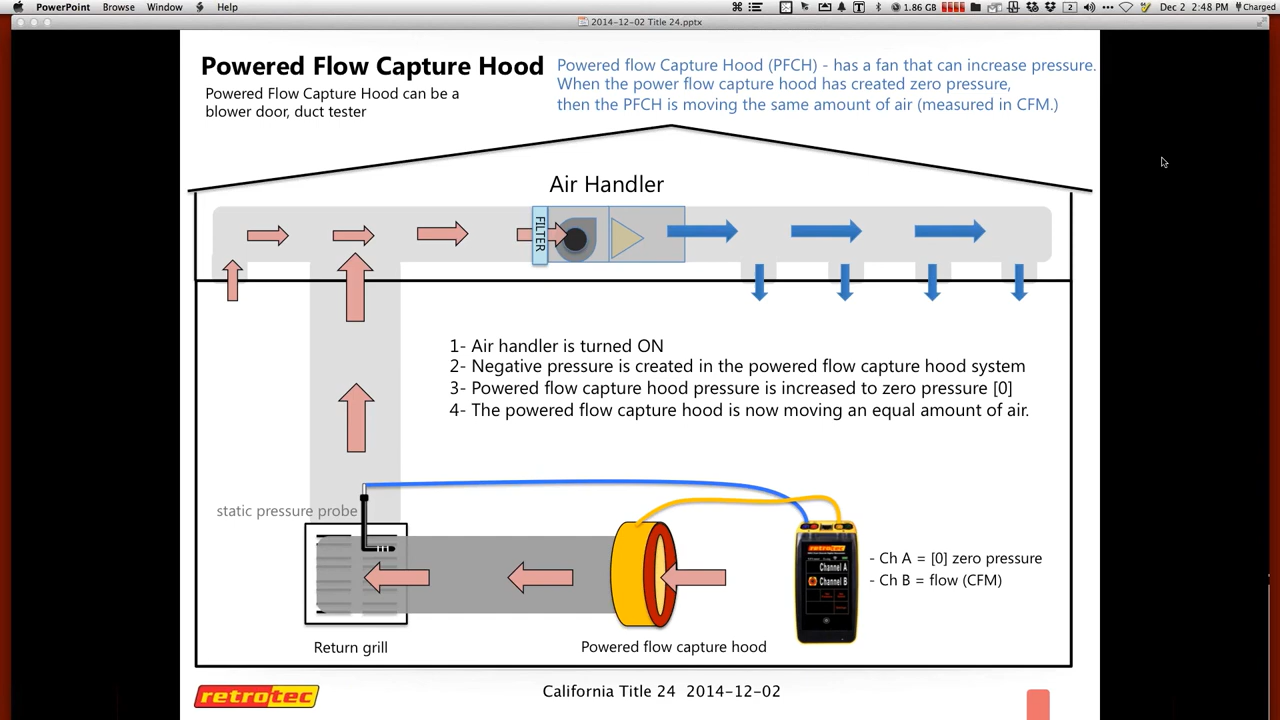 PowerPoint Browse Window Help 1.86 GB 2 Dec 2 2:48 PM Charged
2014-12-02 Title 24.pptx
Powered Flow Capture Hood
Powered Flow Capture Hood can be a
blower door, duct tester
Powered flow Capture Hood (PFCH) - has a fan that can increase pressure.
When the power flow capture hood has created zero pressure,
then the PFCH is moving the same amount of air (measured in CFM.)
Air Handler
FILTER
1- Air handler is turned ON
2- Negative pressure is created in the powered flow capture hood system
3- Powered flow capture hood pressure is increased to zero pressure [0]
4- The powered flow capture hood is now moving an equal amount of air.
static pressure probe
retrotec
Channel A
Channel B
- Ch A = [0] zero pressure
- Ch B = flow (CFM)
Return grill
Powered flow capture hood
retrotec
California Title 24 2014-12-02